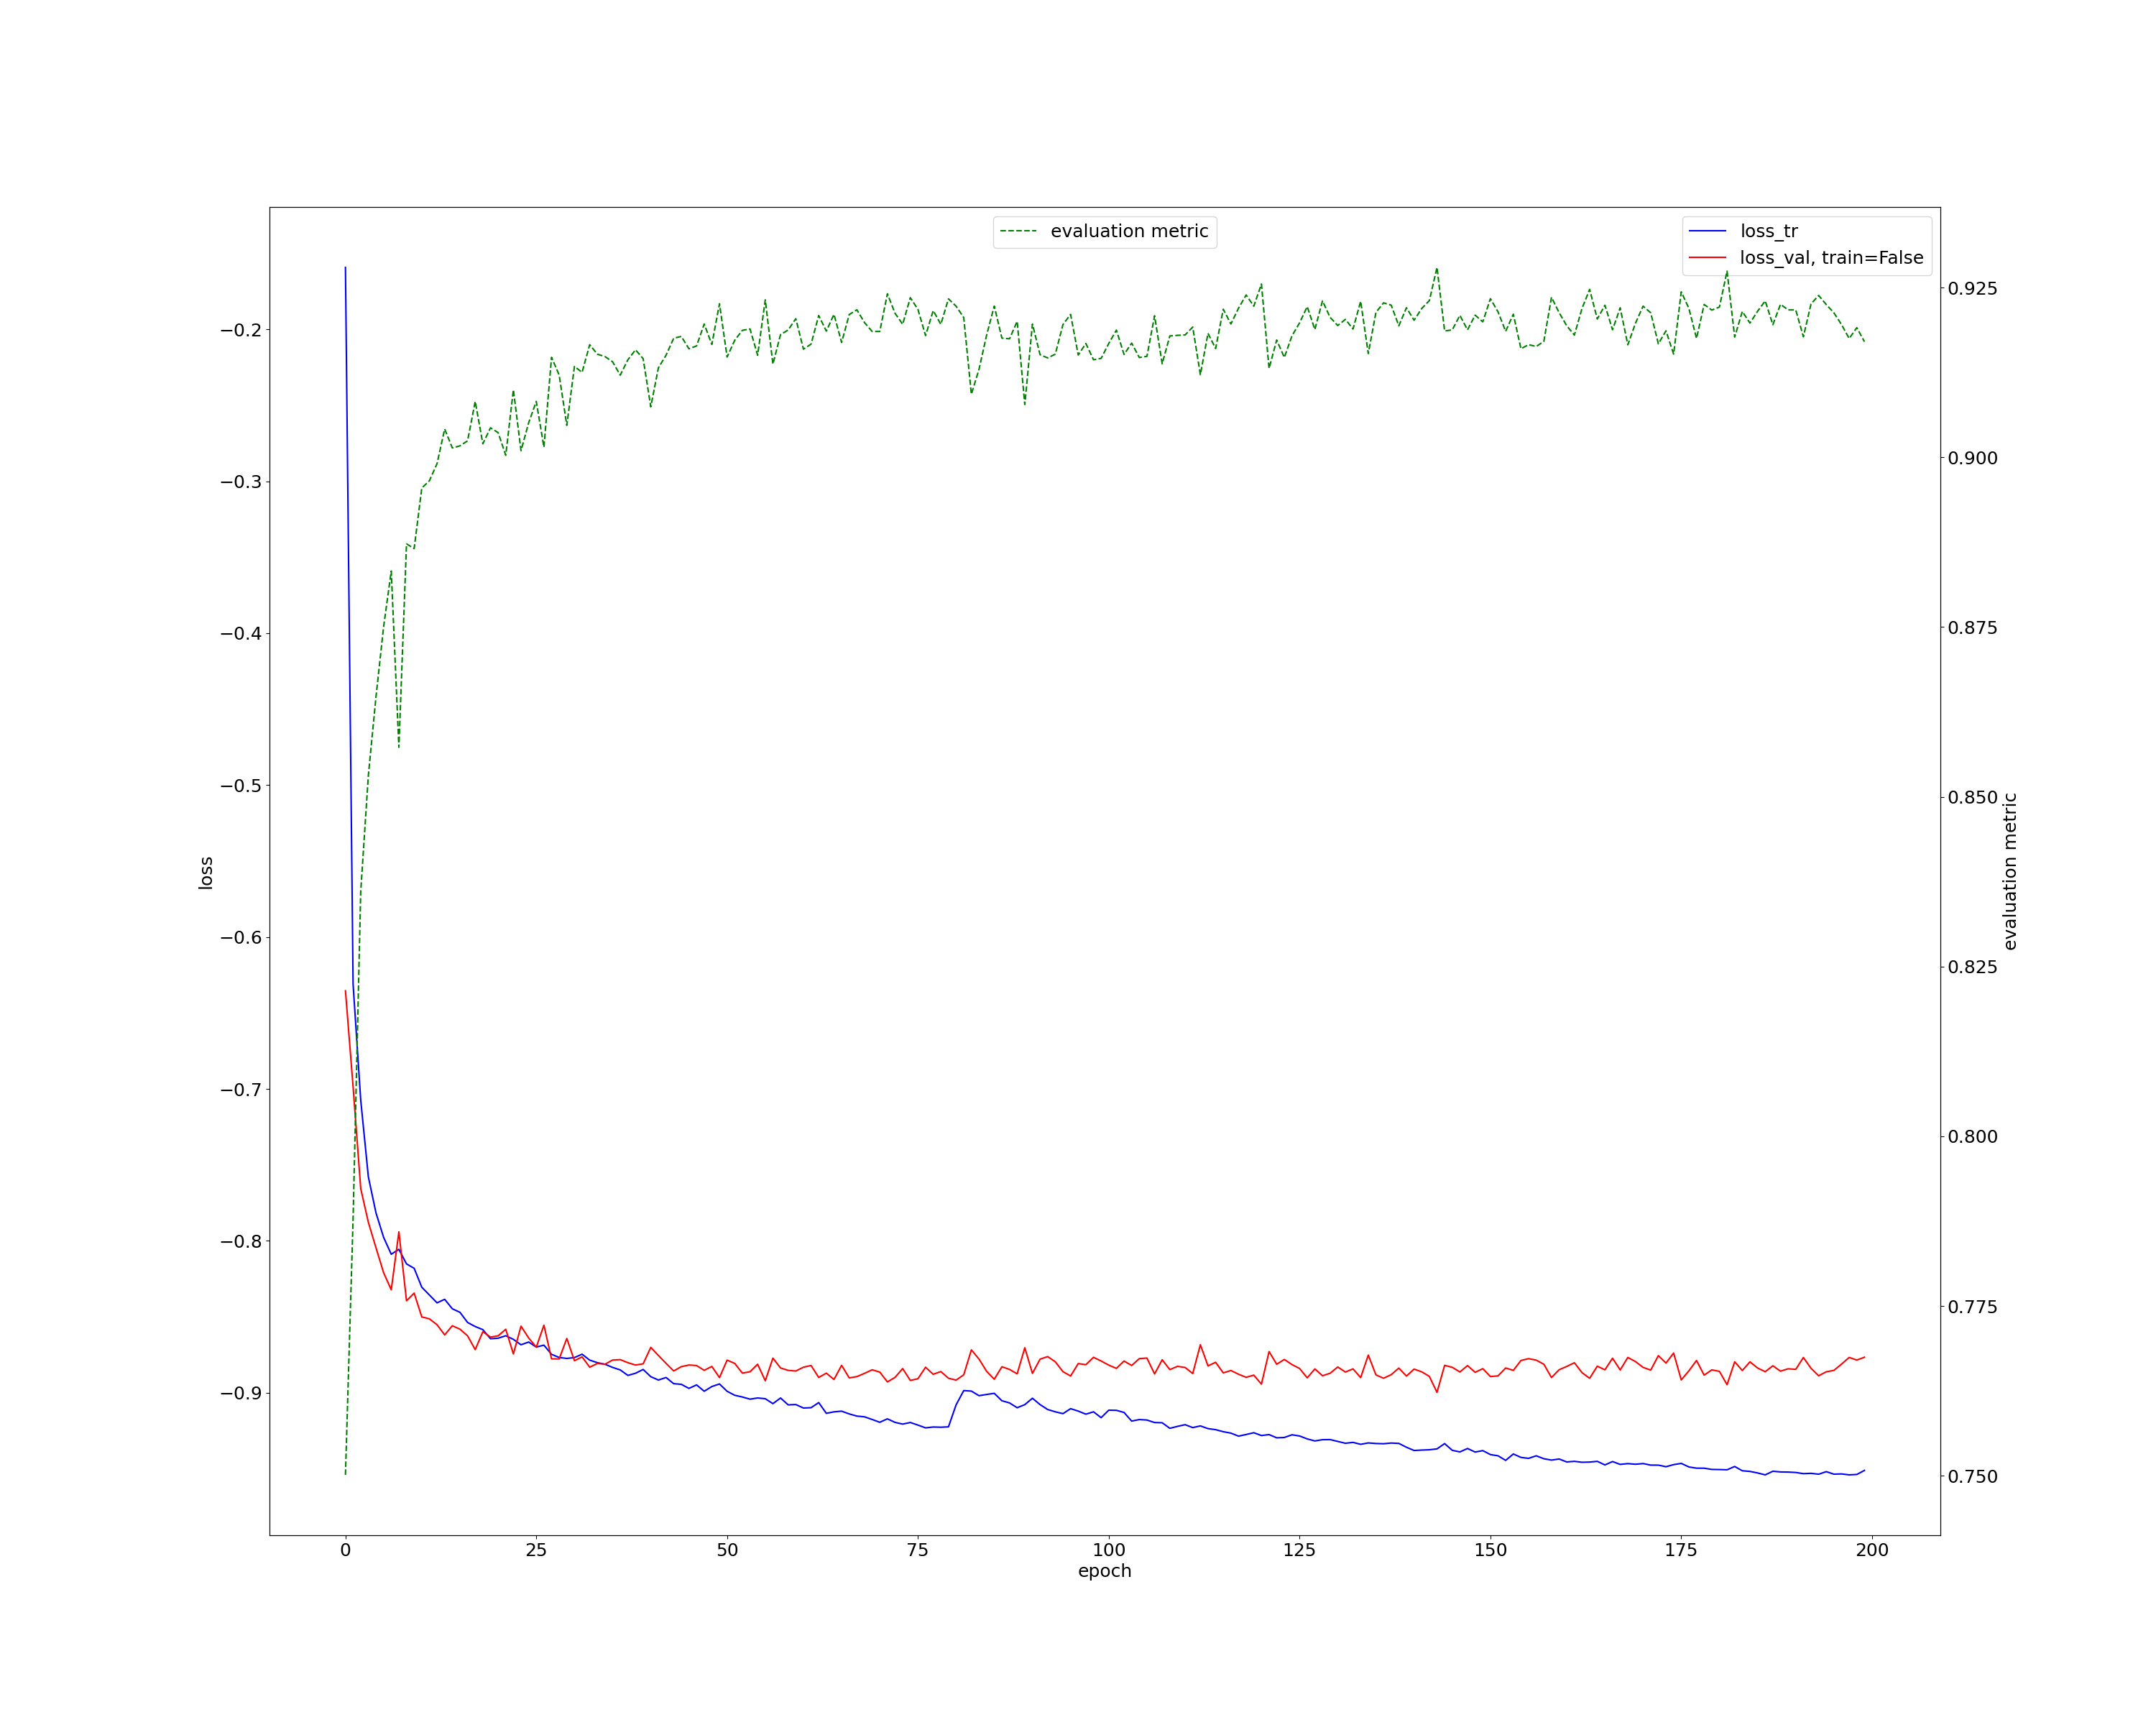 evaluation metric
loss_tr
loss_val, train=False
−0.2
−0.3
−0.4
−0.5
−0.6
−0.7
−0.8
−0.9
loss
0.925
0.900
0.875
0.850
0.825
0.800
0.775
0.750
evaluation metric
0 25 50 75 100 125 150 175 200
epoch